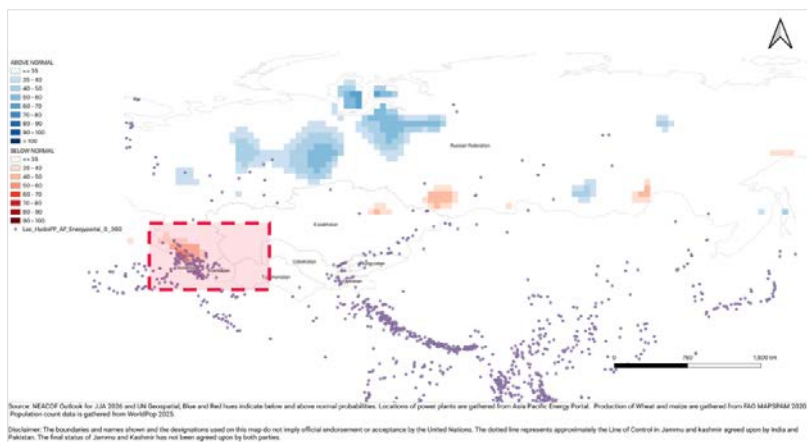 ABOVE NORMAL
<= 35
35 - 40
40 - 50
50 - 60
60 - 70
70 - 80
80 - 90
90 - 100
> 100
BELOW NORMAL
<= 35
35 - 40
40 - 50
50 - 60
60 - 70
70 - 80
80 - 90
90 - 100
Russian Federation
Kazakhstan
Uzbekistan
0 750 1,500 km
Source: NEACOF Outlook for JJA 2026 and UN Geospatial, Blue and Red hues indicate below and above normal probabilities. Locations of power plants are gathered from Asia Pacific Energy Portal. Production of Wheat and maize are gathered from FAO MAPSPAM 2020.
Population count data is gathered from WorldPop 2025.
Disclaimer: The boundaries and names shown and the designations used on this map do not imply official endorsement or acceptance by the United Nations. The dotted line represents approximately the Line of Control in Jammu and kashmir agreed upon by India and
Pakistan. The final status of Jammu and Kashmir has not been agreed upon by both parties.